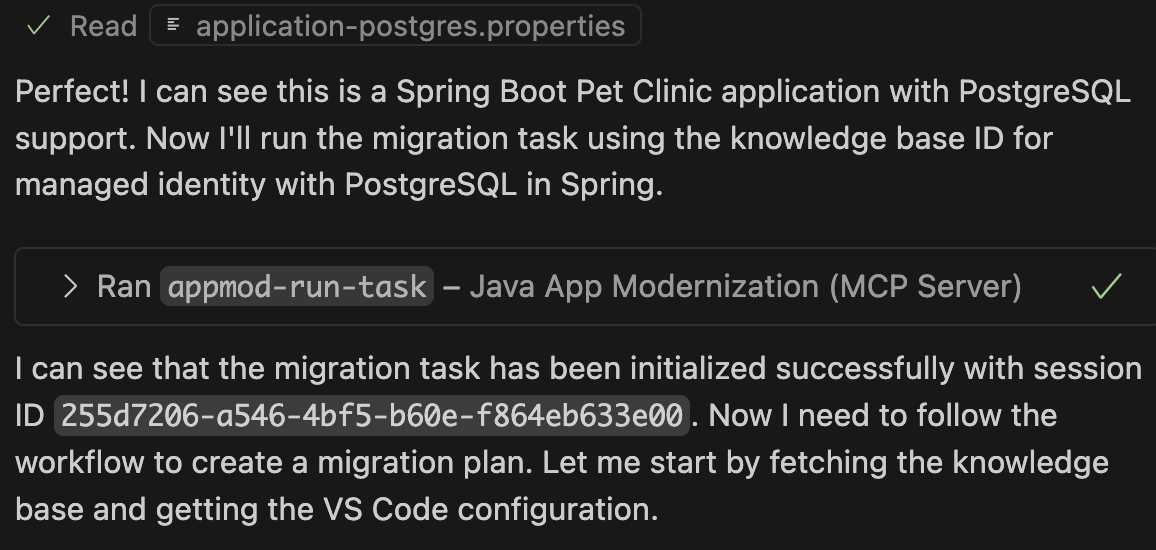 Read application-postgres.properties
Perfect! I can see this is a Spring Boot Pet Clinic application with PostgreSQL
support. Now I'll run the migration task using the knowledge base ID for
managed identity with PostgreSQL in Spring.
Ran appmod-run-task – Java App Modernization (MCP Server)
I can see that the migration task has been initialized successfully with session
ID 255d7206-a546-4bf5-b60e-f864eb633e00. Now I need to follow the
workflow to create a migration plan. Let me start by fetching the knowledge
base and getting the VS Code configuration.